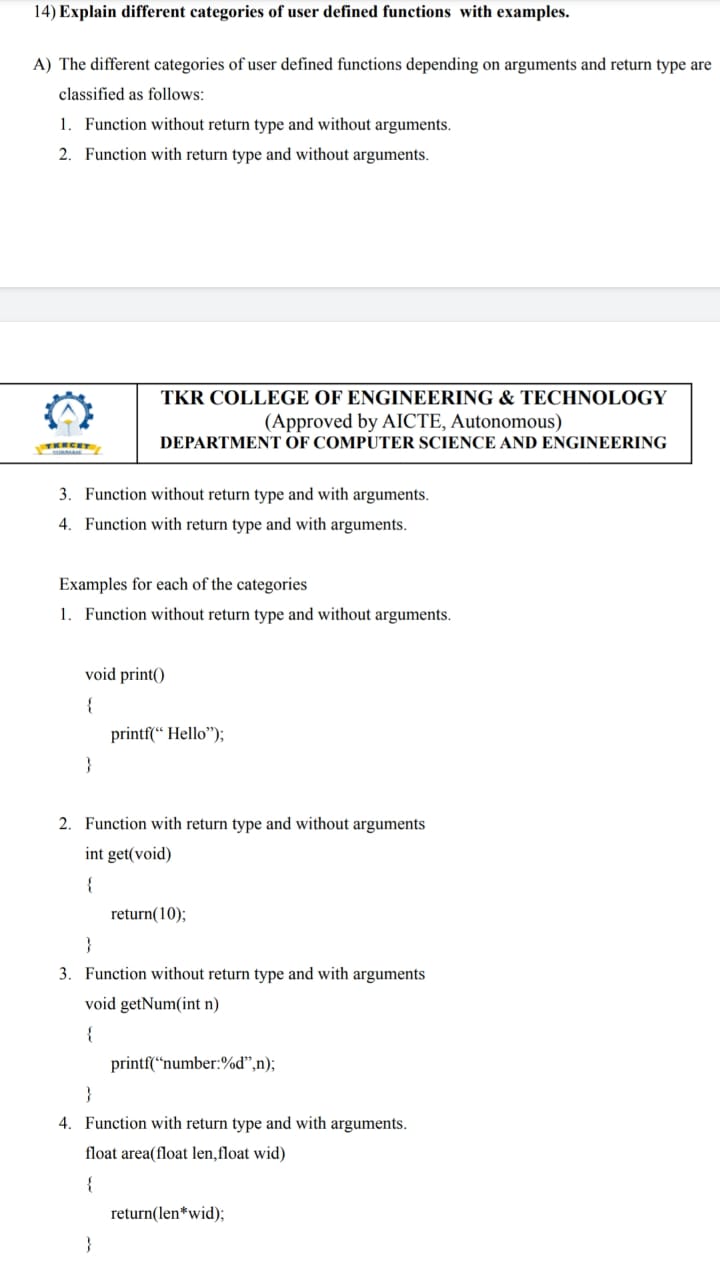 14) Explain different categories of user defined functions with examples.
A) The different categories of user defined functions depending on arguments and return type are
classified as follows:
1. Function without return type and without arguments.
2. Function with return type and without arguments.
TKR COLLEGE OF ENGINEERING & TECHNOLOGY
(Approved by AICTE, Autonomous)
DEPARTMENT OF COMPUTER SCIENCE AND ENGINEERING
TKRCET
3. Function without return type and with arguments.
4. Function with return type and with arguments.
Examples for each of the categories
1. Function without return type and without arguments.
void print()
{
printf(“ Hello”);
}
2. Function with return type and without arguments
int get(void)
{
return(10);
}
3. Function without return type and with arguments
void getNum(int n)
{
printf(“number:%d”,n);
}
4. Function with return type and with arguments.
float area(float len,float wid)
{
return(len*wid);
}